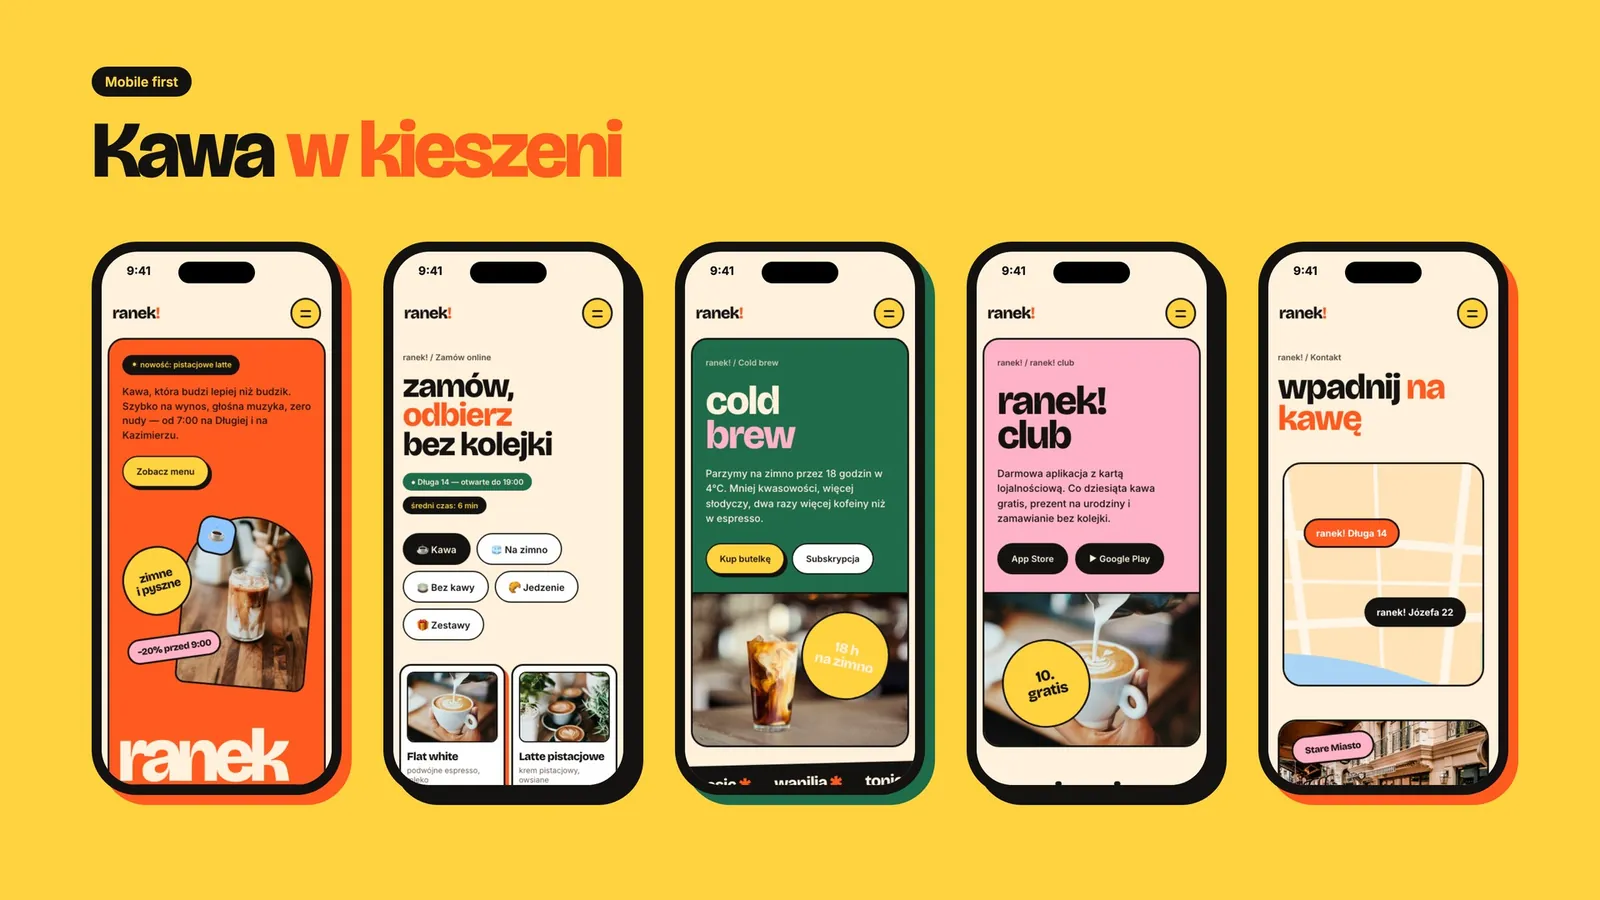 Mobile first
Kawa w kieszeni
9:41
ranek!
✶ nowość: pistacjowe latte
Kawa, która budzi lepiej niż budzik.
Szybko na wynos, głośna muzyka, zero
nudy — od 7:00 na Długiej i na
Kazimierzu.
Zobacz menu
zimne
i pyszne
-20% przed 9:00
ranek
9:41
ranek!
ranek! / Zamów online
zamów,
odbierz
bez kolejki
● Długa 14 — otwarte do 19:00
średni czas: 6 min
Kawa
Na zimno
Bez kawy
Jedzenie
Zestawy
Flat white
podwójne espresso,
Latte pistacjowe
krem pistacjowy,
owsiane
9:41
ranek!
ranek! / Cold brew
cold
brew
Parzymy na zimno przez 18 godzin w
4°C. Mniej kwasowości, więcej
słodyczy, dwa razy więcej kofeiny niż
w espresso.
Kup butelkę
Subskrypcja
18 h
na zimno
wanilia
9:41
ranek!
ranek! / ranek! club
ranek!
club
Darmowa aplikacja z kartą
lojalnościową. Co dziesiąta kawa
gratis, prezent na urodziny i
zamawianie bez kolejki.
App Store
▶ Google Play
10.
gratis
9:41
ranek!
ranek! / Kontakt
wpadnij na
kawę
ranek! Długa 14
ranek! Józefa 22
Stare Miasto